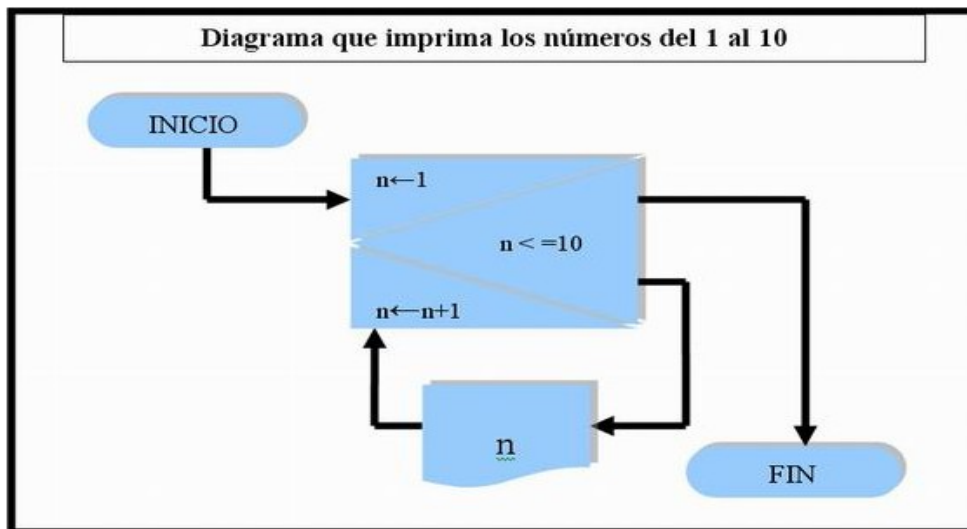 Diagrama que imprima los números del 1 al 10
INICIO
n←1
n < =10
n←n+1
n
FIN